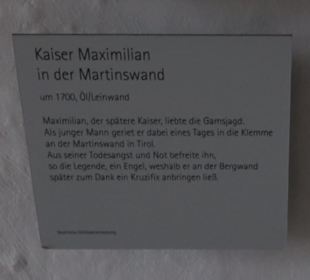 Kaiser Maximilian
in der Martinswand
um 1700, Öl/Leinwand
Maximilian, der spätere Kaiser, liebte die Gamsjagd.
Als junger Mann geriet er dabei eines Tages in die Klemme
an der Martinswand in Tirol.
Aus seiner Todesangst und Not befreite ihn,
so die Legende, ein Engel, weshalb er an der Bergwand
später zum Dank ein Kruzifix anbringen ließ.